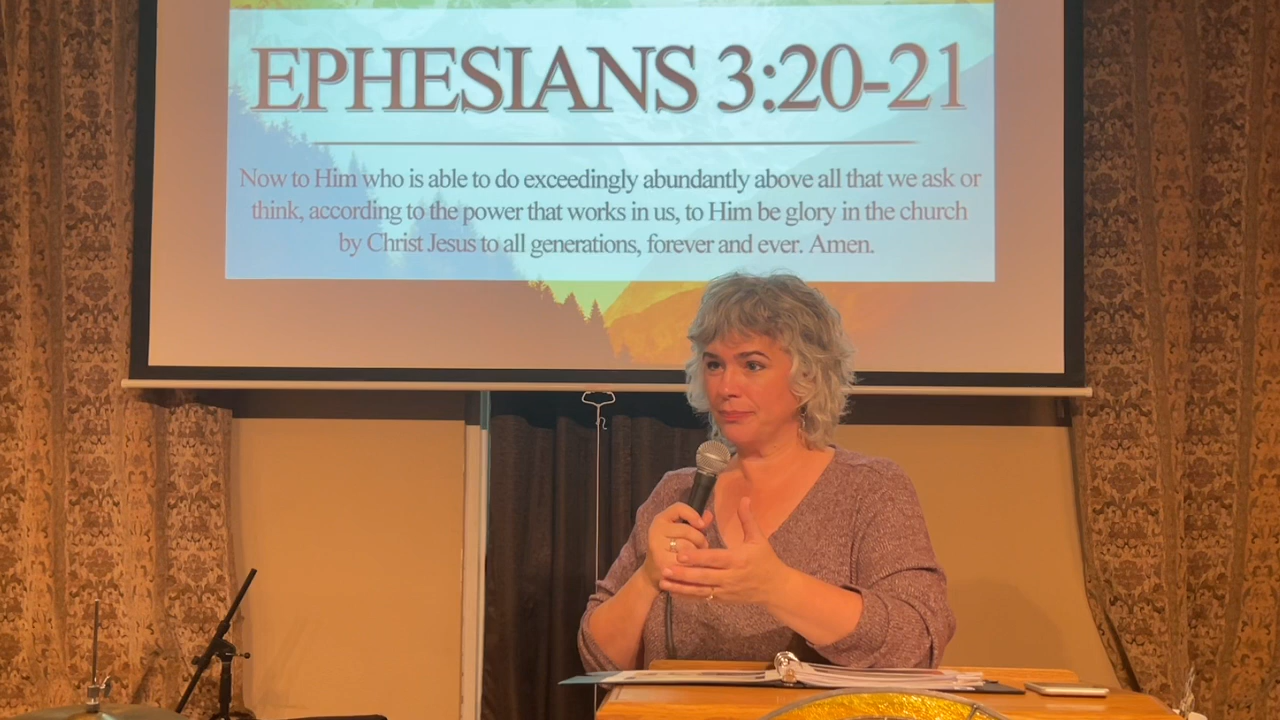 EPHESIANS 3:20-21
Now to Him who is able to do exceedingly abundantly above all that we ask or
think, according to the power that works in us, to Him be glory in the church
by Christ Jesus to all generations, forever and ever. Amen.